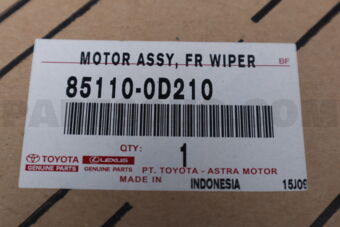 MOTOR ASSY, FR WIPER BF
85110-0D210
QTY: 1
TOYOTA LEXUS
GENUINE PARTS GENUINE PARTS PT. TOYOTA - ASTRA MOTOR
MADE IN INDONESIA 15J09